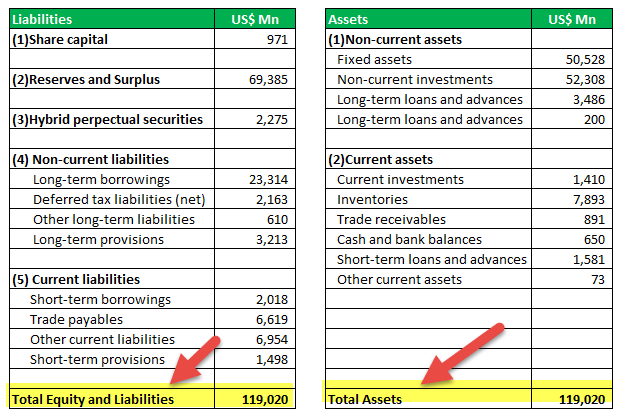 Liabilities US$ Mn
(1)Share capital 971
(2)Reserves and Surplus 69,385
(3)Hybrid perpectual securities 2,275
(4) Non-current liabilities
Long-term borrowings 23,314
Deferred tax liabilities (net) 2,163
Other long-term liabilities 610
Long-term provisions 3,213
(5) Current liabilities
Short-term borrowings 2,018
Trade payables 6,619
Other current liabilities 6,954
Short-term provisions 1,498
Total Equity and Liabilities 119,020
Assets US$ Mn
(1)Non-current assets
Fixed assets 50,528
Non-current investments 52,308
Long-term loans and advances 3,486
Long-term loans and advances 200
(2)Current assets
Current investments 1,410
Inventories 7,893
Trade receivables 891
Cash and bank balances 650
Short-term loans and advances 1,581
Other current assets 73
Total Assets 119,020